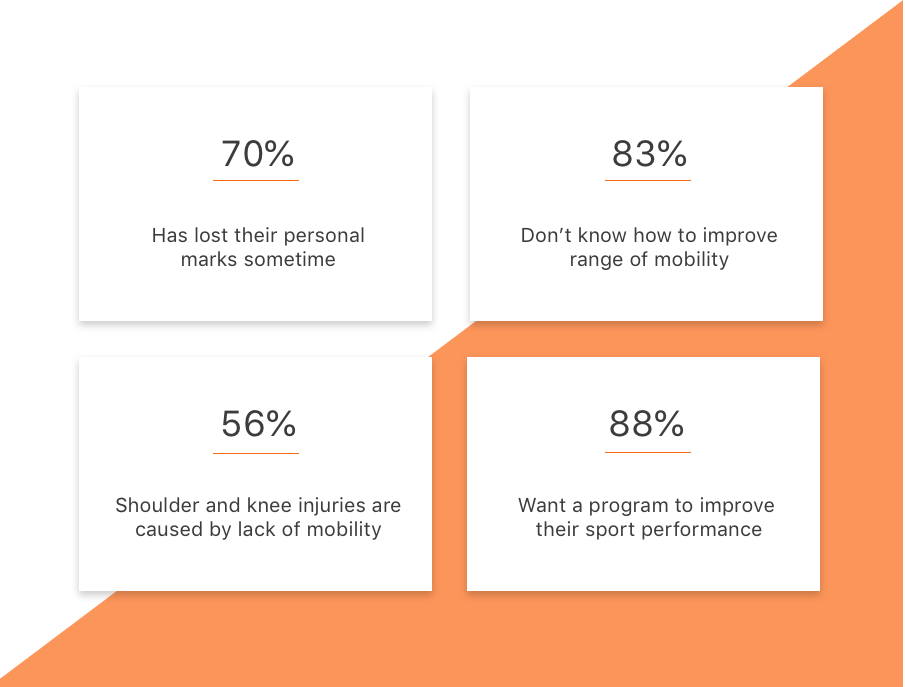 70%
Has lost their personal
marks sometime
83%
Don’t know how to improve
range of mobility
56%
Shoulder and knee injuries are
caused by lack of mobility
88%
Want a program to improve
their sport performance